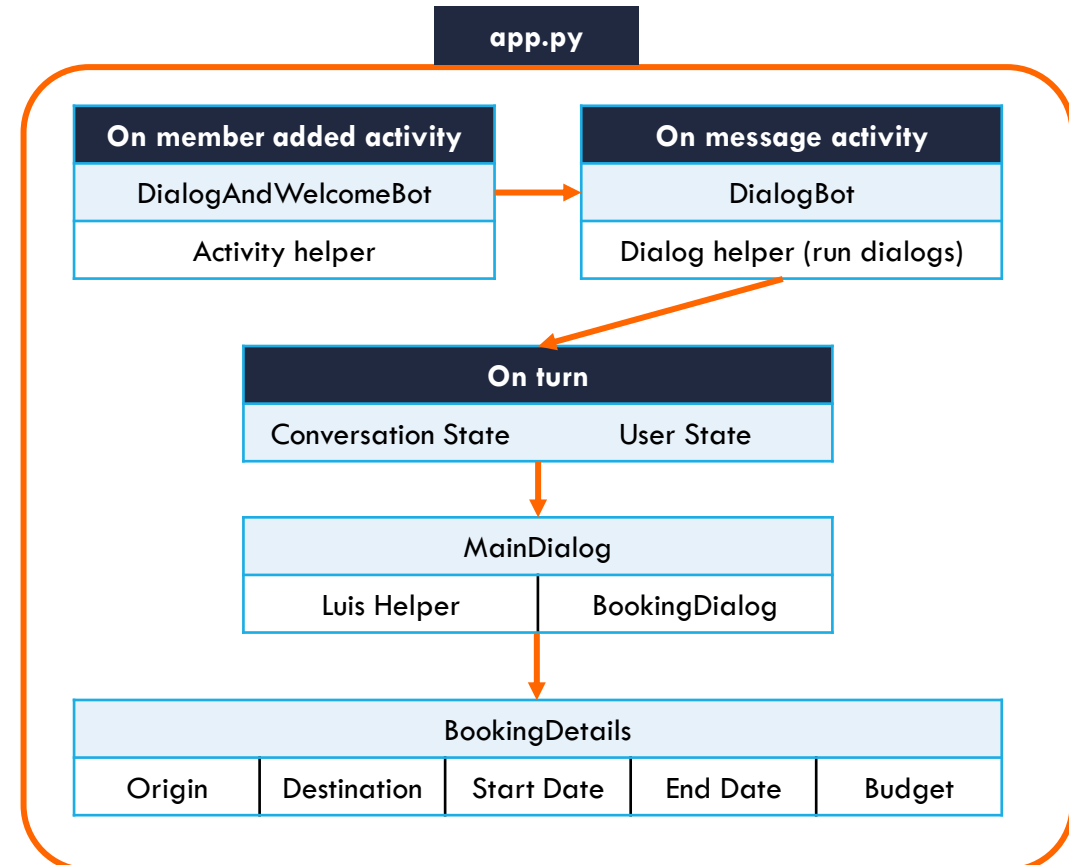 app.py
On member added activity
On message activity
DialogAndWelcomeBot
DialogBot
Activity helper
Dialog helper (run dialogs)
On turn
Conversation State
User State
MainDialog
Luis Helper
BookingDialog
BookingDetails
Origin
Destination
Start Date
End Date
Budget